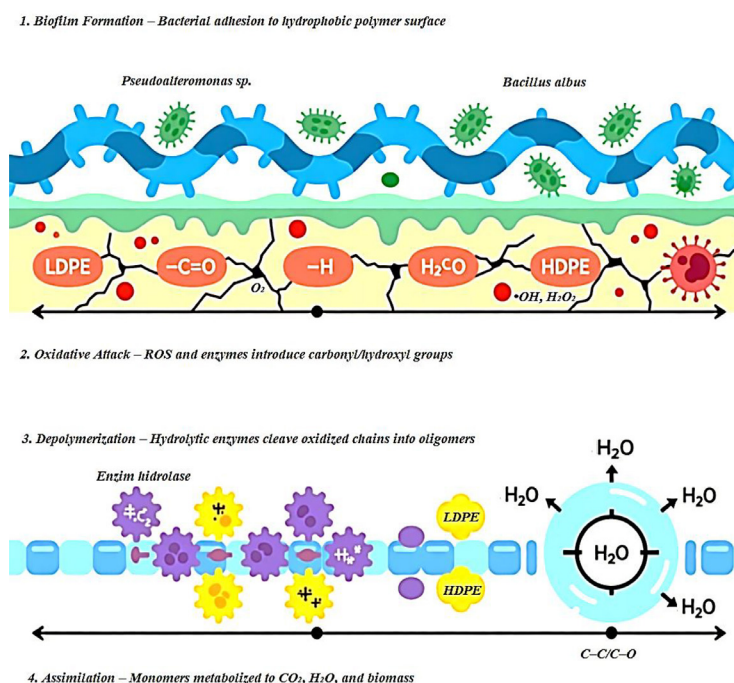 1. Biofilm Formation – Bacterial adhesion to hydrophobic polymer surface
Pseudoalteromonas sp. Bacillus albus
LDPE –C=O –H H₂CO HDPE
O₂ •OH, H₂O₂
2. Oxidative Attack – ROS and enzymes introduce carbonyl/hydroxyl groups
3. Depolymerization – Hydrolytic enzymes cleave oxidized chains into oligomers
H₂O
Enzim hidrolase
H₂O H₂O
LDPE
H₂O
HDPE
H₂O
C–C/C–O
4. Assimilation – Monomers metabolized to CO₂, H₂O, and biomass